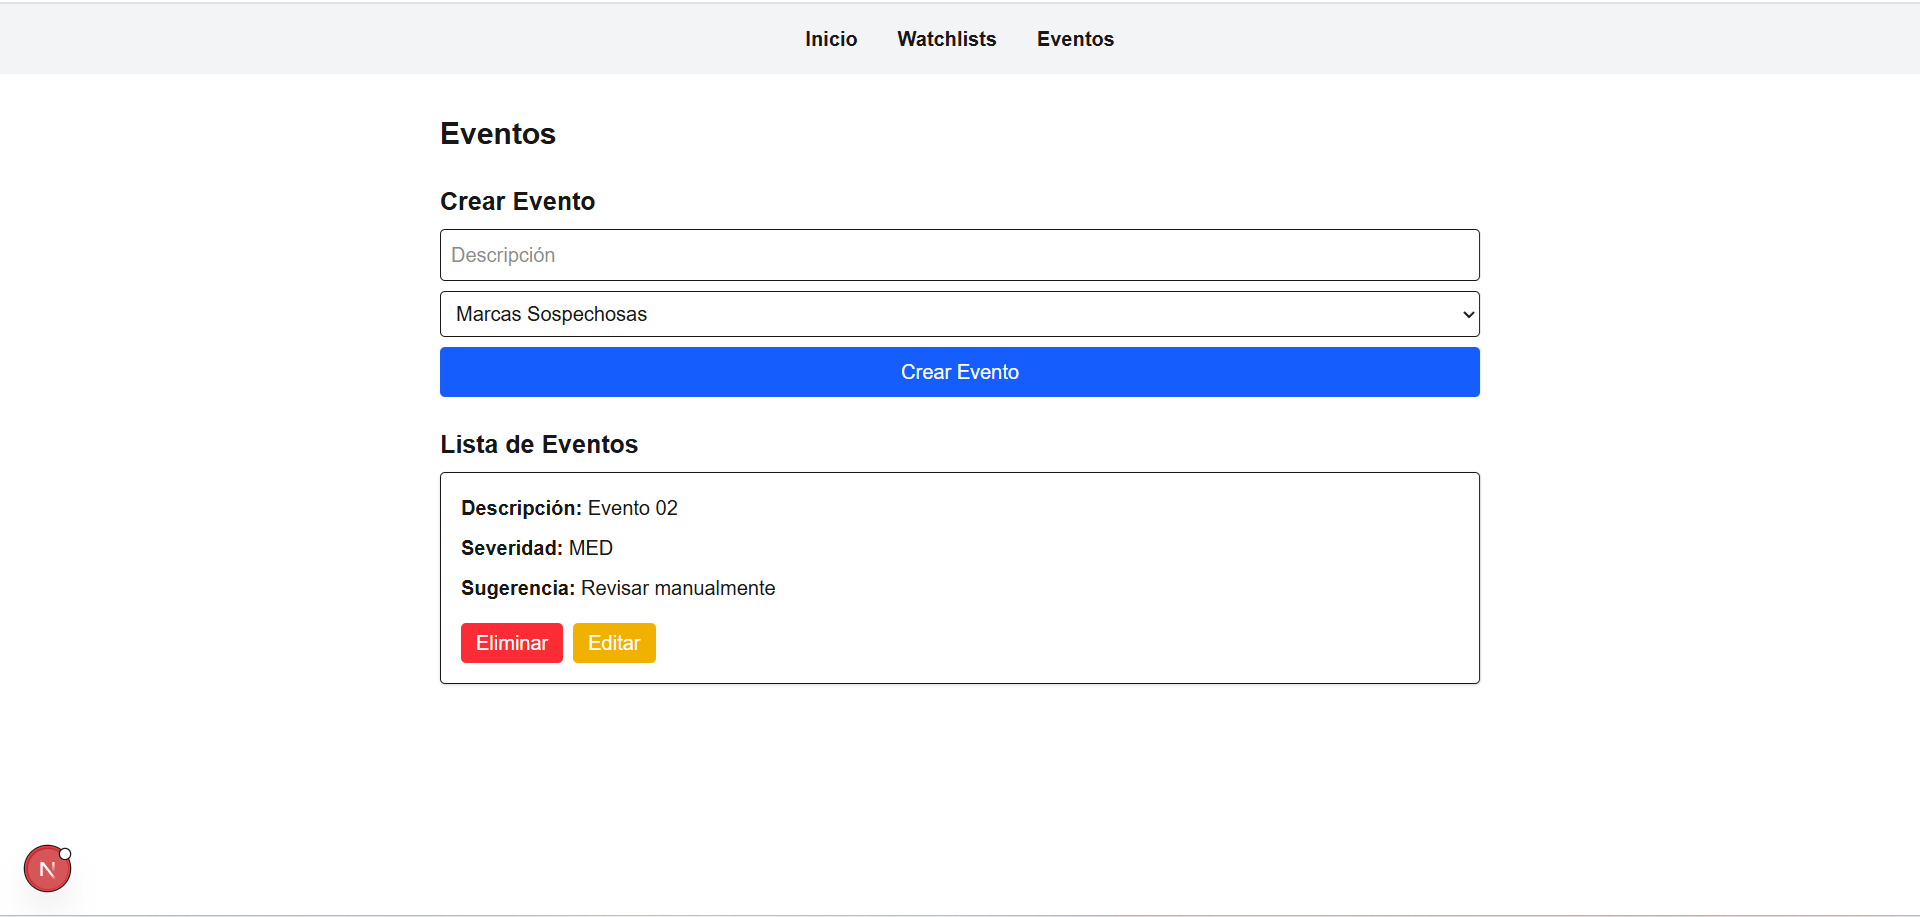 Inicio Watchlists Eventos
Eventos
Crear Evento
Descripción
Marcas Sospechosas
Crear Evento
Lista de Eventos
Descripción: Evento 02
Severidad: MED
Sugerencia: Revisar manualmente
Eliminar Editar
N